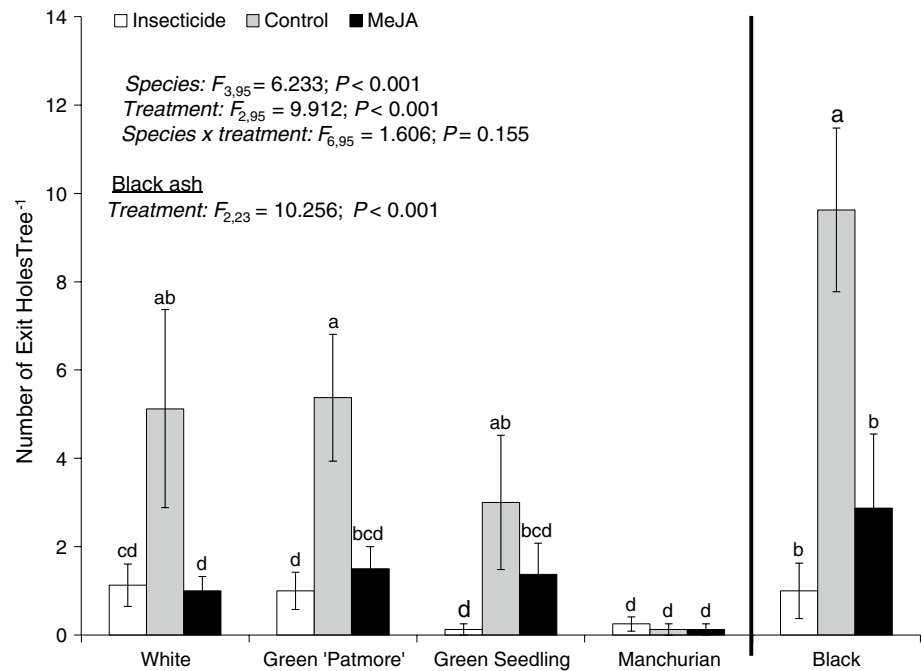 14
12
10
8
6
4
2
0
Number of Exit HolesTree-1
Insecticide Control MeJA
Species: F3,95 = 6.233; P < 0.001
Treatment: F2,95 = 9.912; P < 0.001
Species x treatment: F6,95 = 1.606; P = 0.155
Black ash
Treatment: F2,23 = 10.256; P < 0.001
cd ab d
d a bcd
d ab bcd
d d d
b a b
White Green 'Patmore' Green Seedling Manchurian Black